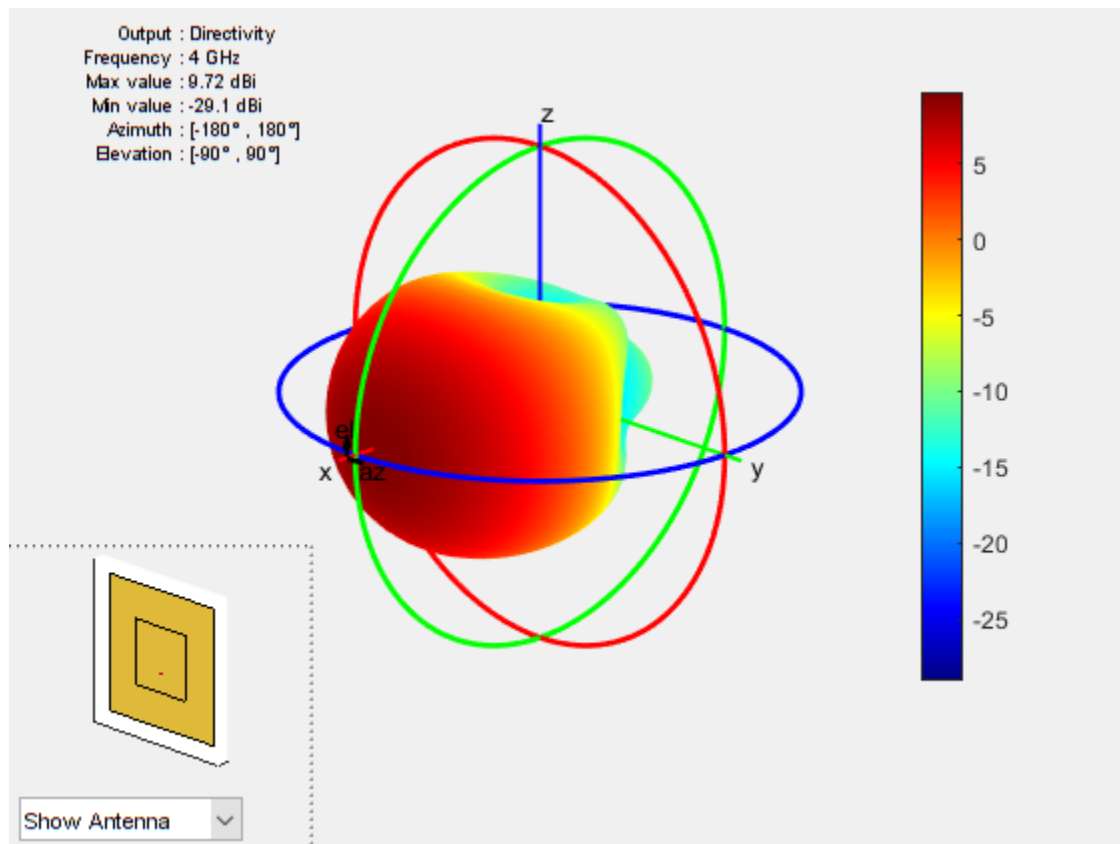 Output : Directivity
Frequency : 4 GHz
Max value : 9.72 dBi
Min value : -29.1 dBi
Azimuth : [-180° , 180°]
Elevation : [-90° , 90°]
z
5
0
-5
-10
-15
-20
-25
el
x
az
y
Show Antenna